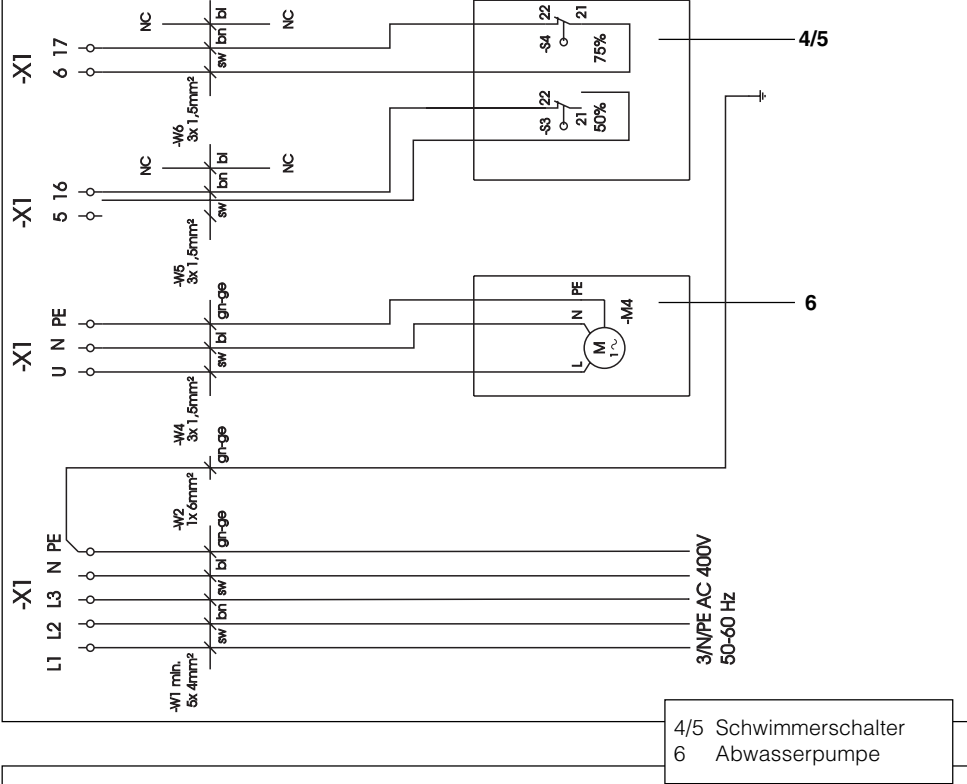 -X1
6 17
NC
NC
bl
bn
sw
-W6
3x 1,5mm²
22
21
-S4
75%
22
21
-S3
50%
4/5
-X1
5 16
NC
NC
bl
bn
sw
-W5
3x 1,5mm²
-X1
U N PE
gn-ge
bl
sw
-W4
3x 1,5mm²
PE
N
L
M
1~
-M4
6
gn-ge
-W2
1x 6mm²
-X1
L1 L2 L3 N PE
gn-ge
bl
sw
bn
sw
-W1 min.
5x 4mm²
3/N/PE AC 400V
50-60 Hz
4/5 Schwimmerschalter
6 Abwasserpumpe